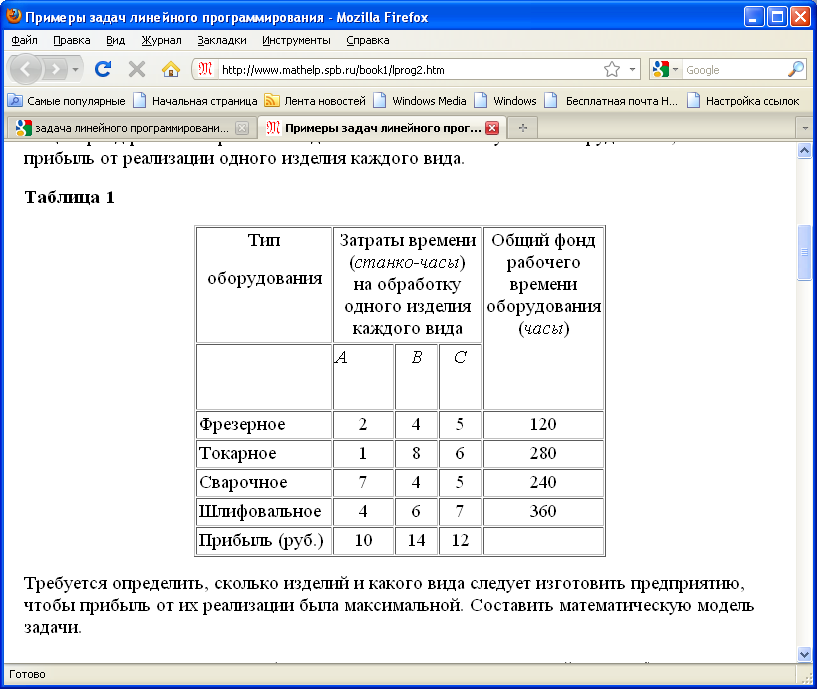 Примеры задач линейного программирования - Mozilla Firefox
Файл Правка Вид Журнал Закладки Инструменты Справка
http://www.mathelp.spb.ru/book1/lprog2.htm Google
Самые популярные Начальная страница Лента новостей Windows Media Windows Бесплатная почта H... Настройка ссылок
задача линейного программировани... Примеры задач линейного прог...
прибыль от реализации одного изделия каждого вида.
Таблица 1
Тип
оборудования
Затраты времени
(станко-часы)
на обработку
одного изделия
каждого вида
Общий фонд
рабочего
времени
оборудования
(часы)
A B C
Фрезерное 2 4 5 120
Токарное 1 8 6 280
Сварочное 7 4 5 240
Шлифовальное 4 6 7 360
Прибыль (руб.) 10 14 12
Требуется определить, сколько изделий и какого вида следует изготовить предприятию,
чтобы прибыль от их реализации была максимальной. Составить математическую модель
задачи.
Готово